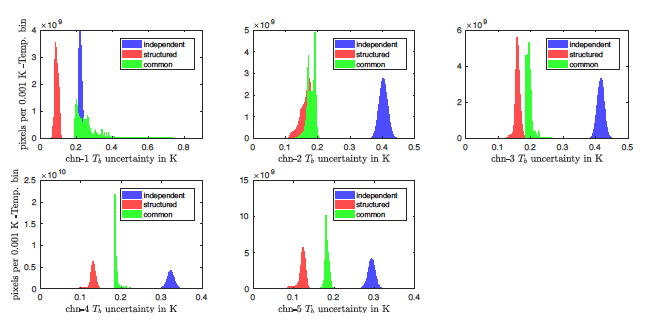 ×10⁹ ×10⁹ ×10⁹
pixels per 0.001 K -Temp. bin
4 3 2 1 0
independent
structured
common
0 0.2 0.4 0.6 0.8
chn-1 T_b uncertainty in K
5 4 3 2 1 0
independent
structured
common
0 0.1 0.2 0.3 0.4 0.5
chn-2 T_b uncertainty in K
6 4 2 0
independent
structured
common
0 0.1 0.2 0.3 0.4 0.5
chn-3 T_b uncertainty in K
×10¹⁰ ×10⁹
pixels per 0.001 K -Temp. bin
2.5 2 1.5 1 0.5 0
independent
structured
common
0 0.1 0.2 0.3 0.4
chn-4 T_b uncertainty in K
15 10 5 0
independent
structured
common
0 0.1 0.2 0.3 0.4
chn-5 T_b uncertainty in K